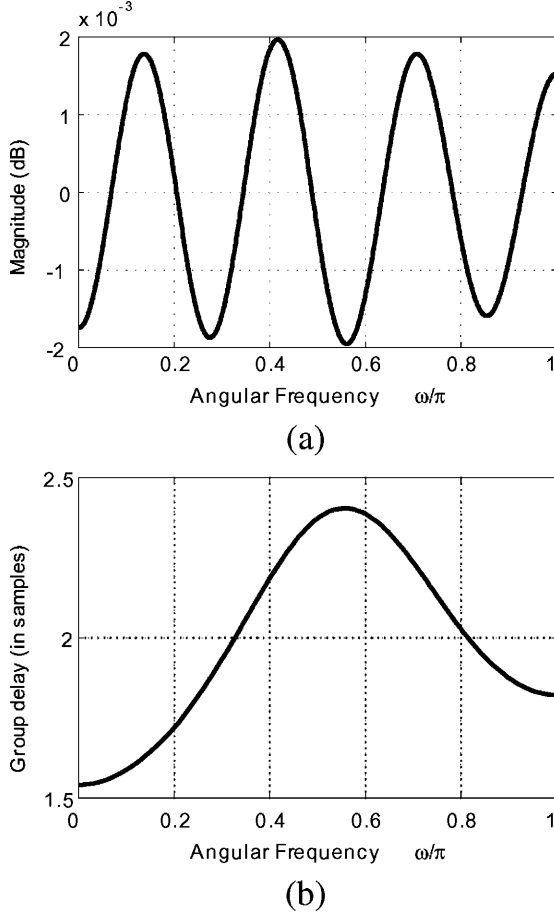 x 10^-3
2
1
0
-1
-2
Magnitude (dB)
0 0.2 0.4 0.6 0.8 1
Angular Frequency ω/π
(a)
2.5
2
1.5
Group delay (in samples)
0 0.2 0.4 0.6 0.8 1
Angular Frequency ω/π
(b)